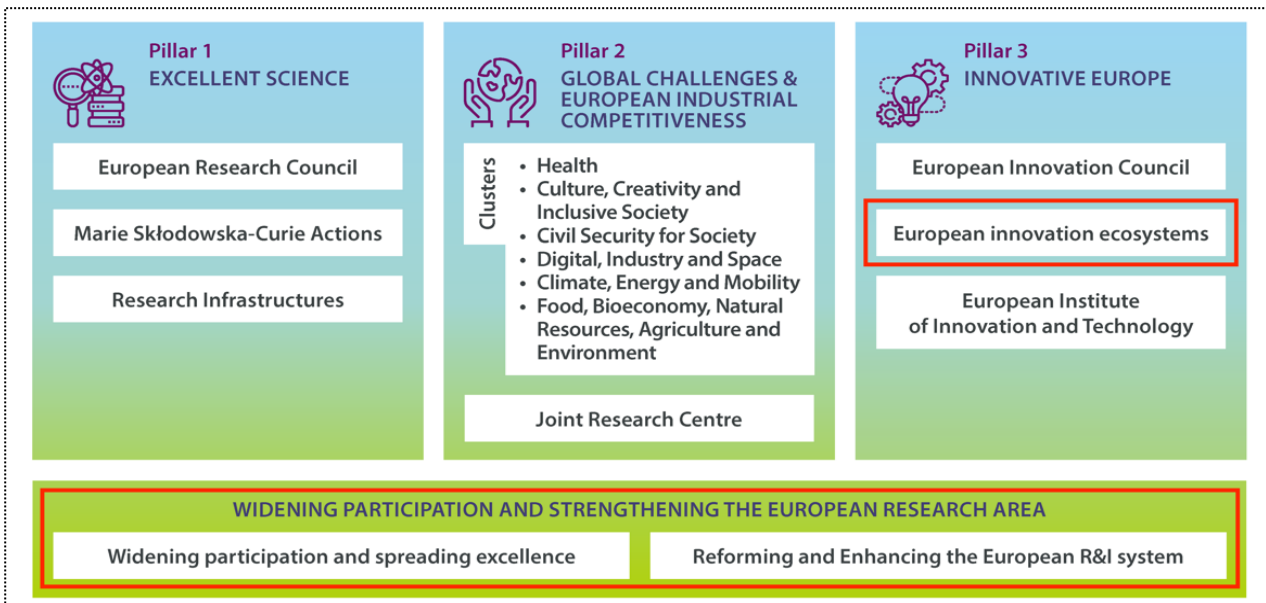 Pillar 1
EXCELLENT SCIENCE
European Research Council
Marie Skłodowska-Curie Actions
Research Infrastructures
Pillar 2
GLOBAL CHALLENGES &
EUROPEAN INDUSTRIAL
COMPETITIVENESS
Clusters
• Health
• Culture, Creativity and
Inclusive Society
• Civil Security for Society
• Digital, Industry and Space
• Climate, Energy and Mobility
• Food, Bioeconomy, Natural
Resources, Agriculture and
Environment
Joint Research Centre
Pillar 3
INNOVATIVE EUROPE
European Innovation Council
European innovation ecosystems
European Institute
of Innovation and Technology
WIDENING PARTICIPATION AND STRENGTHENING THE EUROPEAN RESEARCH AREA
Widening participation and spreading excellence
Reforming and Enhancing the European R&I system